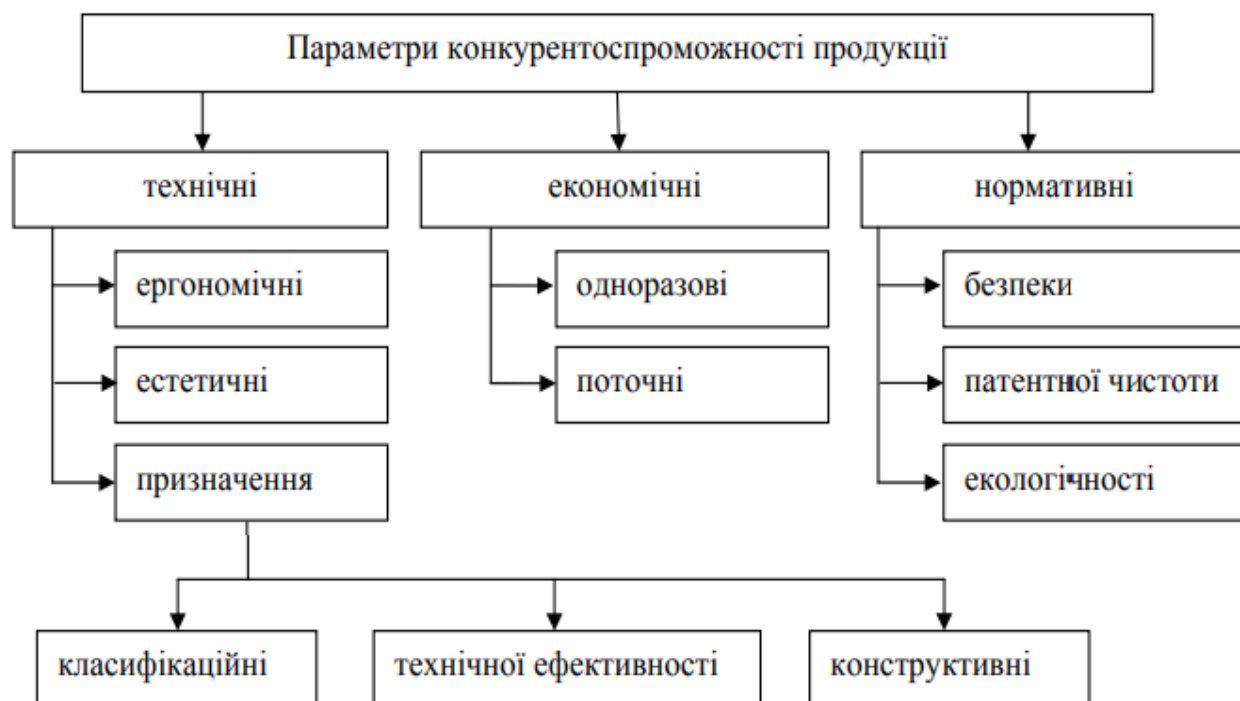 Параметри конкурентоспроможності продукції
технічні
економічні
нормативні
ергономічні
одноразові
безпеки
естетичні
поточні
патентної чистоти
призначення
екологічності
класифікаційні
технічної ефективності
конструктивні